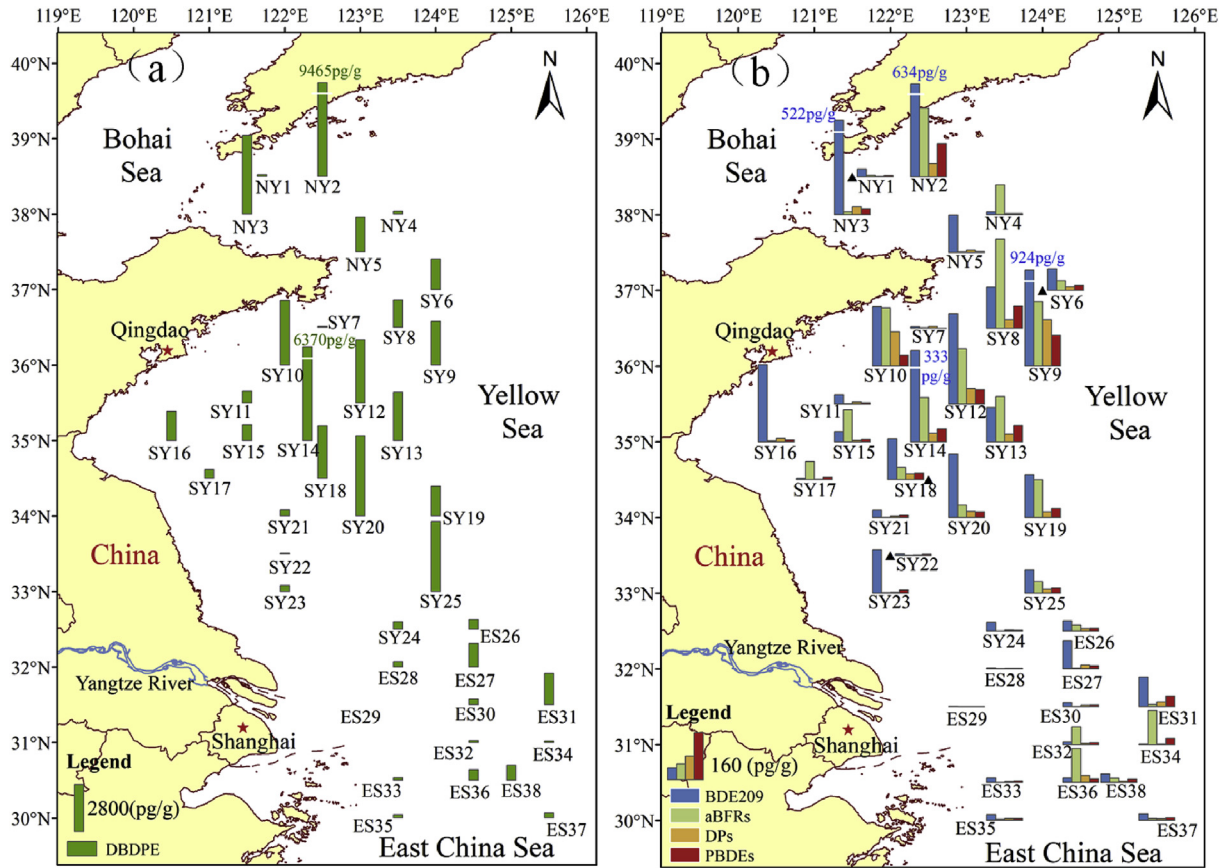 119°E 120°E 121°E 122°E 123°E 124°E 125°E 126°E
(a)
N
40°N
39°N
38°N
37°N
36°N
35°N
34°N
33°N
32°N
31°N
30°N
9465pg/g
Bohai
Sea
NY1
NY2
NY3
NY4
NY5
SY6
SY7
6370pg/g
SY8
Qingdao
SY10
SY9
Yellow
Sea
SY11
SY12
SY16
SY15
SY14
SY13
SY17
SY18
SY19
SY21
SY20
China
SY22
SY23
SY25
SY24
ES26
Yangtze River
ES28
ES27
ES29
ES30
ES31
Shanghai
ES32
ES34
Legend
2800(pg/g)
DBDPE
ES33
ES36
ES38
ES35
ES37
East China Sea
119°E 120°E 121°E 122°E 123°E 124°E 125°E 126°E
(b)
N
40°N
39°N
38°N
37°N
36°N
35°N
34°N
33°N
32°N
31°N
30°N
634pg/g
522pg/g
Bohai
Sea
NY1
NY2
NY3
NY4
NY5
924pg/g
SY6
SY7
SY8
Qingdao
SY10
333
pg/g
SY9
Yellow
Sea
SY11
SY12
SY16
SY15
SY14
SY13
SY17
SY18
SY21
SY20
SY19
China
SY22
SY23
SY25
SY24
ES26
Yangtze River
ES28
ES27
ES29
ES30
ES31
Shanghai
ES32
ES34
Legend
160 (pg/g)
BDE209
aBFRs
DPs
PBDEs
ES33
ES36
ES38
ES35
ES37
East China Sea